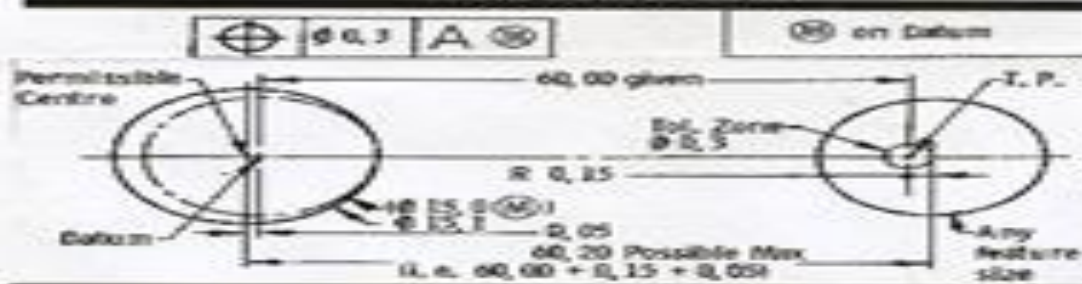 ⌖ ø 0,3 A Ⓜ
Ⓜ on Datum
Permissible
Centre
60,00 given
T.P.
Tol. Zone
ø 0,3
R 0,15
(ø 15,0 Ⓜ)
ø 15,1
Datum
0,05
60,20 Possible Max
(i.e. 60,00 + 0,15 + 0,05)
Any
feature
size